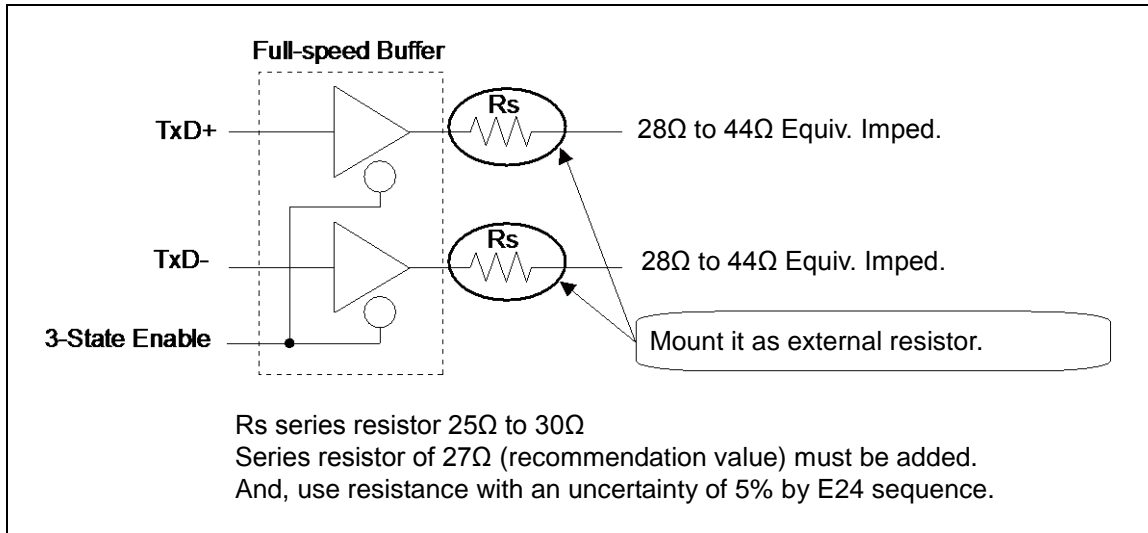 Full-speed Buffer
Rs
TxD+
28Ω to 44Ω Equiv. Imped.
Rs
TxD-
28Ω to 44Ω Equiv. Imped.
3-State Enable
Mount it as external resistor.
Rs series resistor 25Ω to 30Ω
Series resistor of 27Ω (recommendation value) must be added.
And, use resistance with an uncertainty of 5% by E24 sequence.